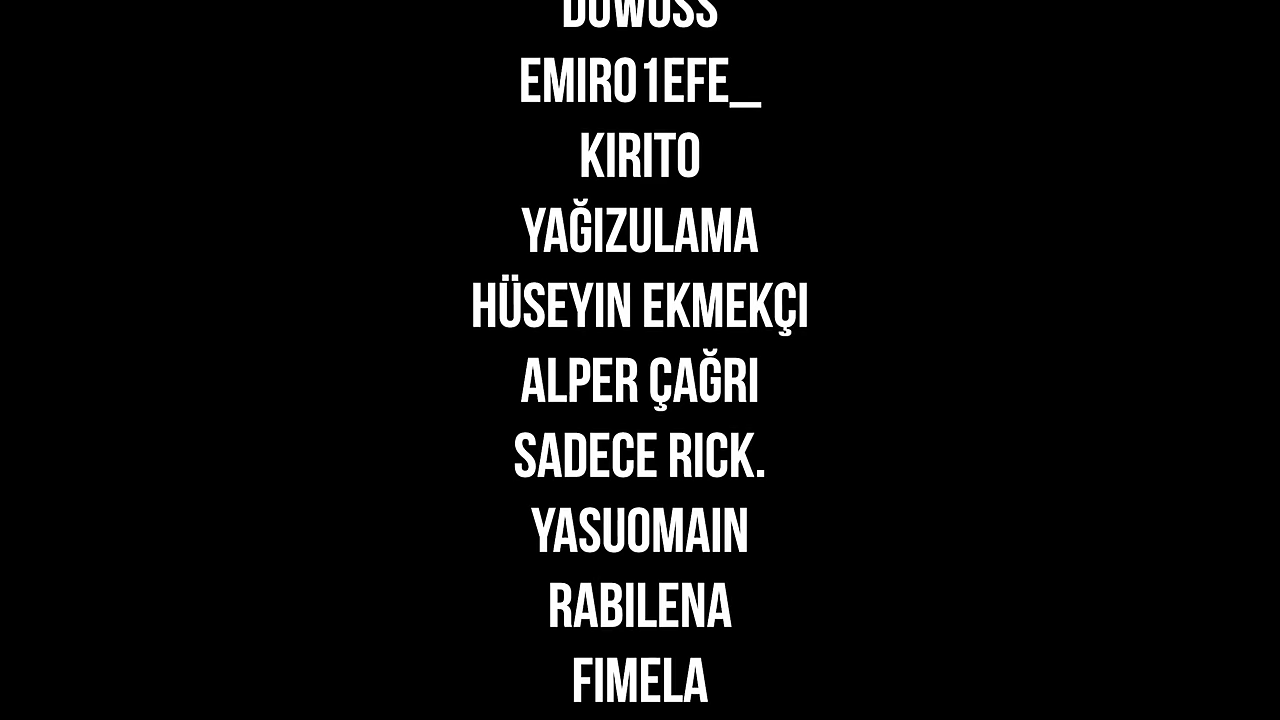 EMIR01EFE_
KIRITO
YAĞIZULAMA
HÜSEYIN EKMEKÇI
ALPER ÇAĞRI
SADECE RICK.
YASUOMAIN
RABILENA
FIMELA